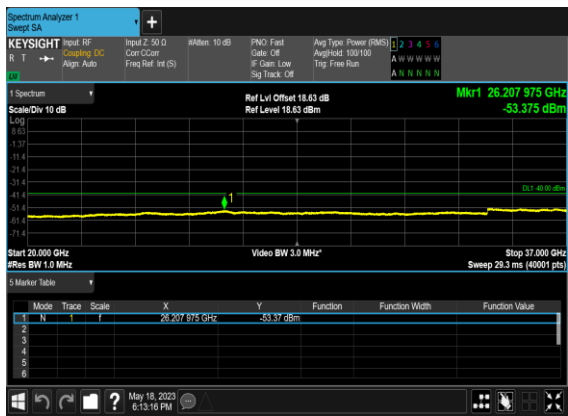 Spectrum Analyzer 1
Swept SA
+
KEYSIGHT
R T
Input: RF
Coupling: DC
Align: Auto
Input Z: 50 Ω
Corr CCorr
Freq Ref: Int (S)
#Atten: 10 dB
PNO: Fast
Gate: Off
IF Gain: Low
Sig Track: Off
Avg Type: Power (RMS)
Avg|Hold: 100/100
Trig: Free Run
1 2 3 4 5 6
A W W W W W
A N N N N N
1 Spectrum
Scale/Div 10 dB
Ref Lvl Offset 18.63 dB
Ref Level 18.63 dBm
Mkr1 26.207 975 GHz
-53.375 dBm
Log
8.63
-1.37
-11.4
-21.4
-31.4
-41.4
-51.4
-61.4
-71.4
DL1 -40.00 dBm
1
Start 20.000 GHz
#Res BW 1.0 MHz
Video BW 3.0 MHz*
Stop 37.000 GHz
Sweep 29.3 ms (40001 pts)
5 Marker Table
Mode Trace Scale X Y Function Function Width Function Value
1 N 1 f 26.207 975 GHz -53.37 dBm
2
3
4
5
6
? May 18, 2023
6:13:16 PM